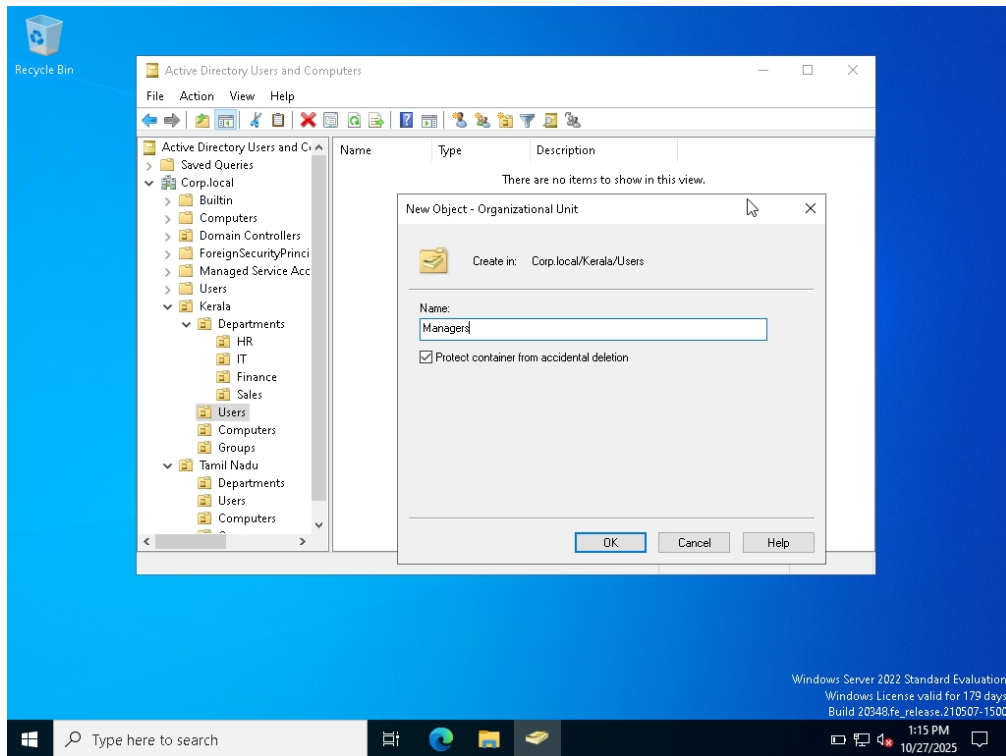 Recycle Bin
Active Directory Users and Computers
File Action View Help
Active Directory Users and C
Saved Queries
Corp.local
Builtin
Computers
Domain Controllers
ForeignSecurityPrinci
Managed Service Acc
Users
Kerala
Departments
HR
IT
Finance
Sales
Users
Computers
Groups
Tamil Nadu
Departments
Users
Computers
Name Type Description
There are no items to show in this view.
New Object - Organizational Unit
Create in: Corp.local/Kerala/Users
Name:
Managers
Protect container from accidental deletion
OK Cancel Help
Windows Server 2022 Standard Evaluation
Windows License valid for 179 days
Build 20348.fe_release.210507-1500
Type here to search
1:15 PM
10/27/2025